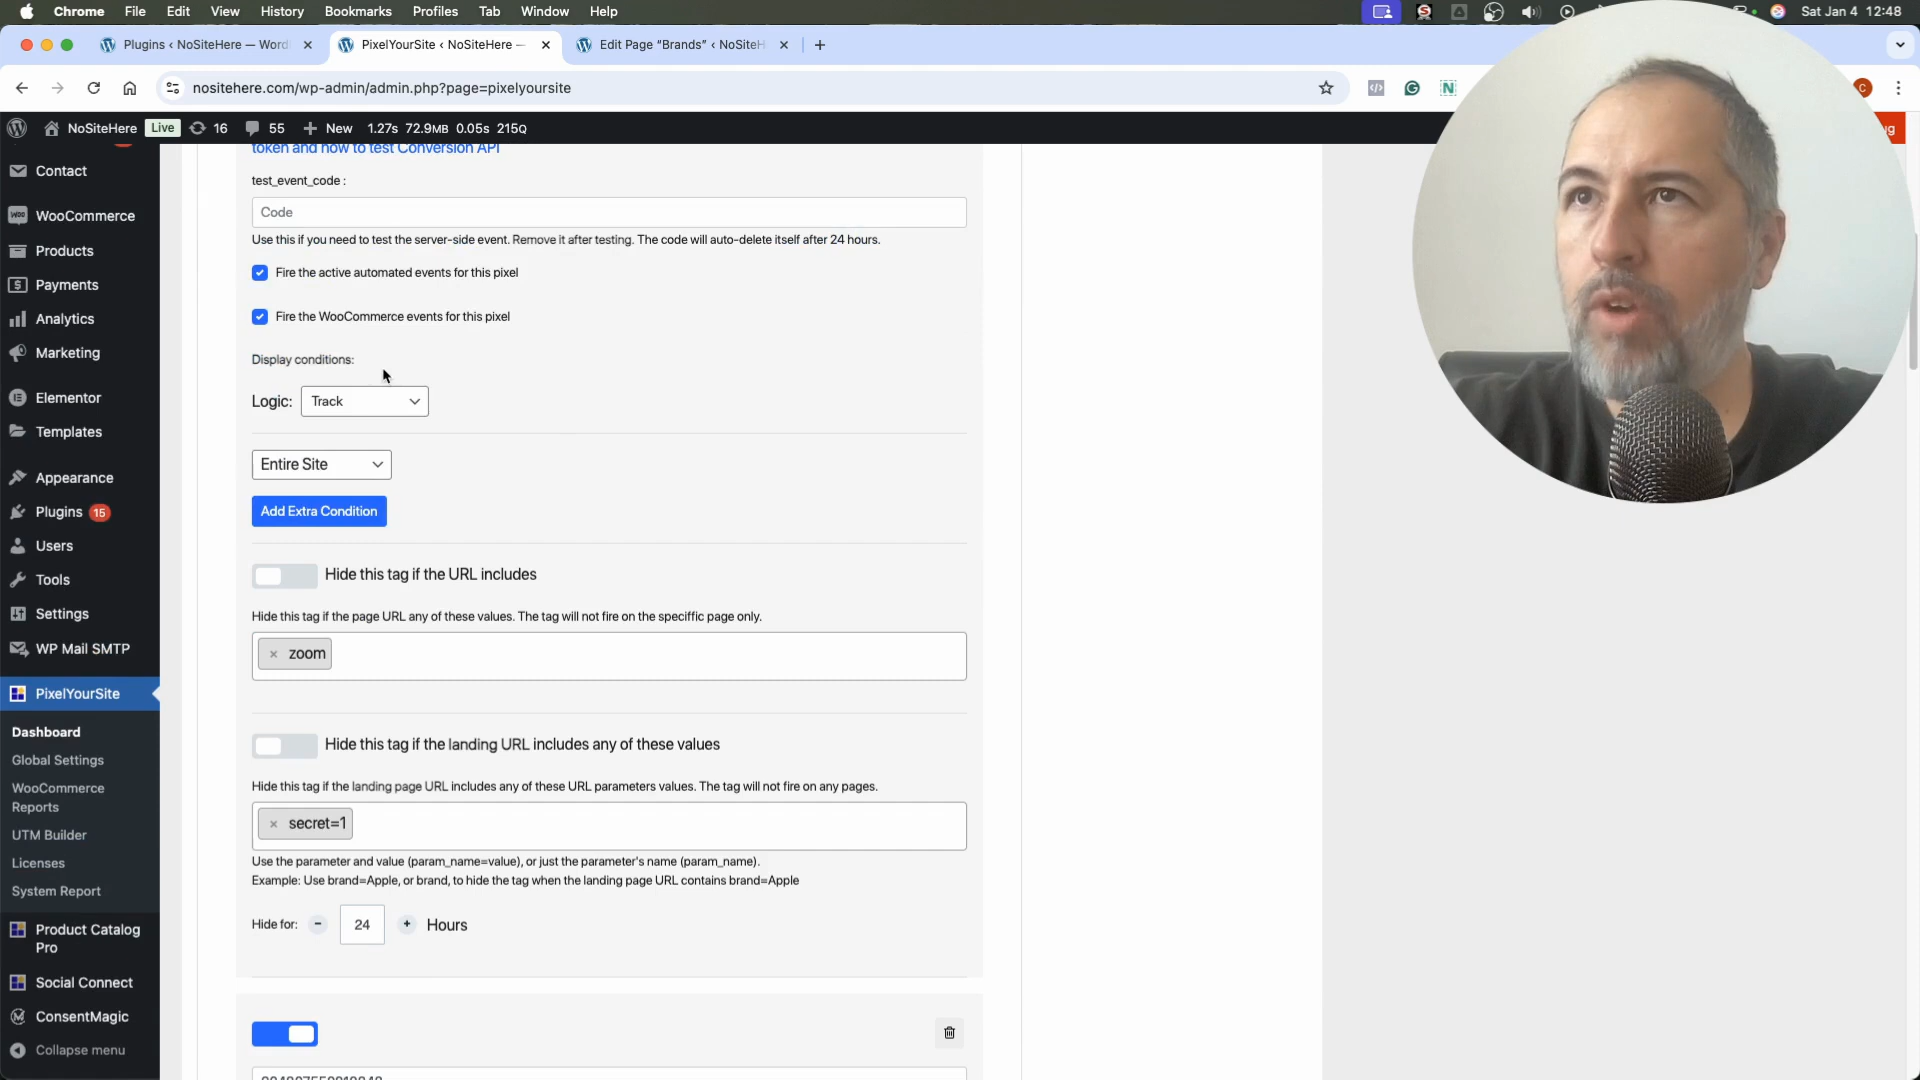 Chrome File Edit View History Bookmarks Profiles Tab Window Help
Sat Jan 4 12:48
Plugins ‹ NoSiteHere — Word
PixelYourSite ‹ NoSiteHere —
Edit Page “Brands” ‹ NoSiteH
nositehere.com/wp-admin/admin.php?page=pixelyoursite
NoSiteHere Live 16 55 New 1.27s 72.9MB 0.05s 215Q
Contact
WooCommerce
Products
Payments
Analytics
Marketing
Elementor
Templates
Appearance
Plugins 15
Users
Tools
Settings
WP Mail SMTP
PixelYourSite
Dashboard
Global Settings
WooCommerce
Reports
UTM Builder
Licenses
System Report
Product Catalog
Pro
Social Connect
ConsentMagic
Collapse menu
token and how to test Conversion API
test_event_code :
Code
Use this if you need to test the server-side event. Remove it after testing. The code will auto-delete itself after 24 hours.
Fire the active automated events for this pixel
Fire the WooCommerce events for this pixel
Display conditions:
Logic: Track
Entire Site
Add Extra Condition
Hide this tag if the URL includes
Hide this tag if the page URL any of these values. The tag will not fire on the speciffic page only.
× zoom
Hide this tag if the landing URL includes any of these values
Hide this tag if the landing page URL includes any of these URL parameters values. The tag will not fire on any pages.
× secret=1
Use the parameter and value (param_name=value), or just the parameter's name (param_name).
Example: Use brand=Apple, or brand, to hide the tag when the landing page URL contains brand=Apple
Hide for: − 24 + Hours